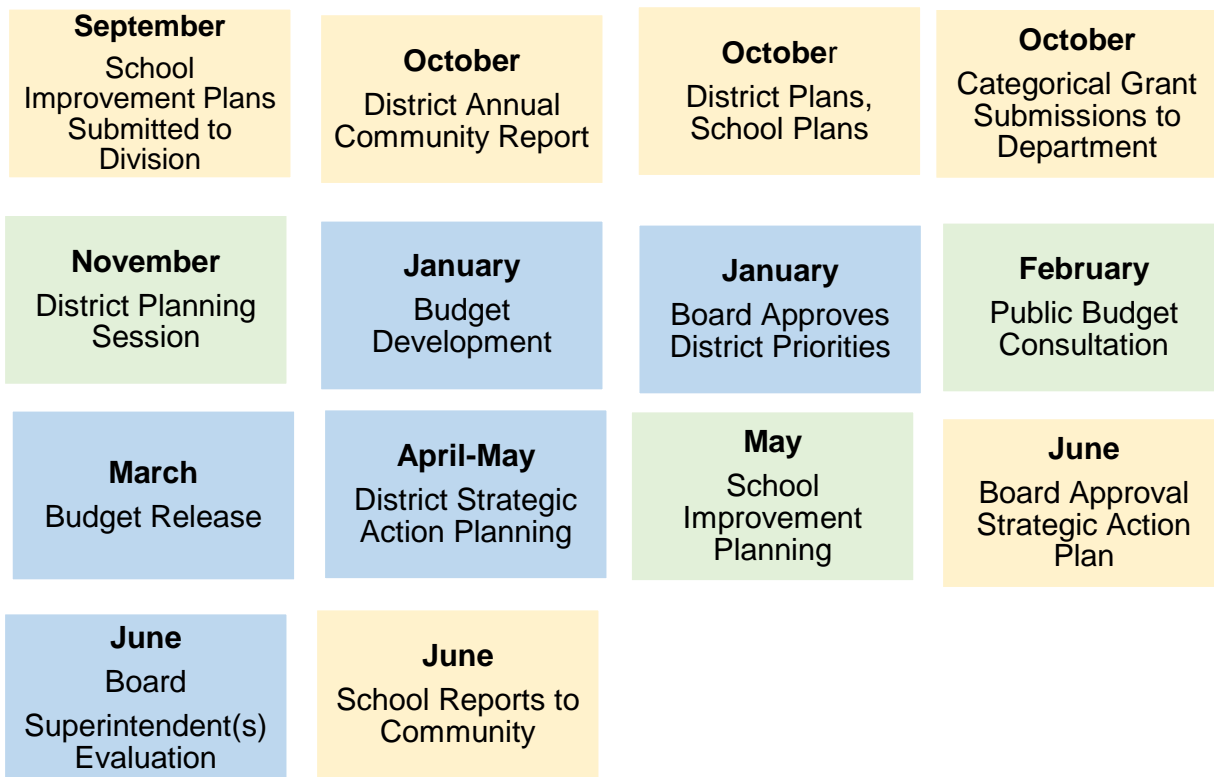 September
School
Improvement Plans
Submitted to
Division
October
District Annual
Community Report
October
District Plans,
School Plans
October
Categorical Grant
Submissions to
Department
November
District Planning
Session
January
Budget
Development
January
Board Approves
District Priorities
February
Public Budget
Consultation
March
Budget Release
April-May
District Strategic
Action Planning
May
School
Improvement
Planning
June
Board Approval
Strategic Action
Plan
June
Board
Superintendent(s)
Evaluation
June
School Reports to
Community